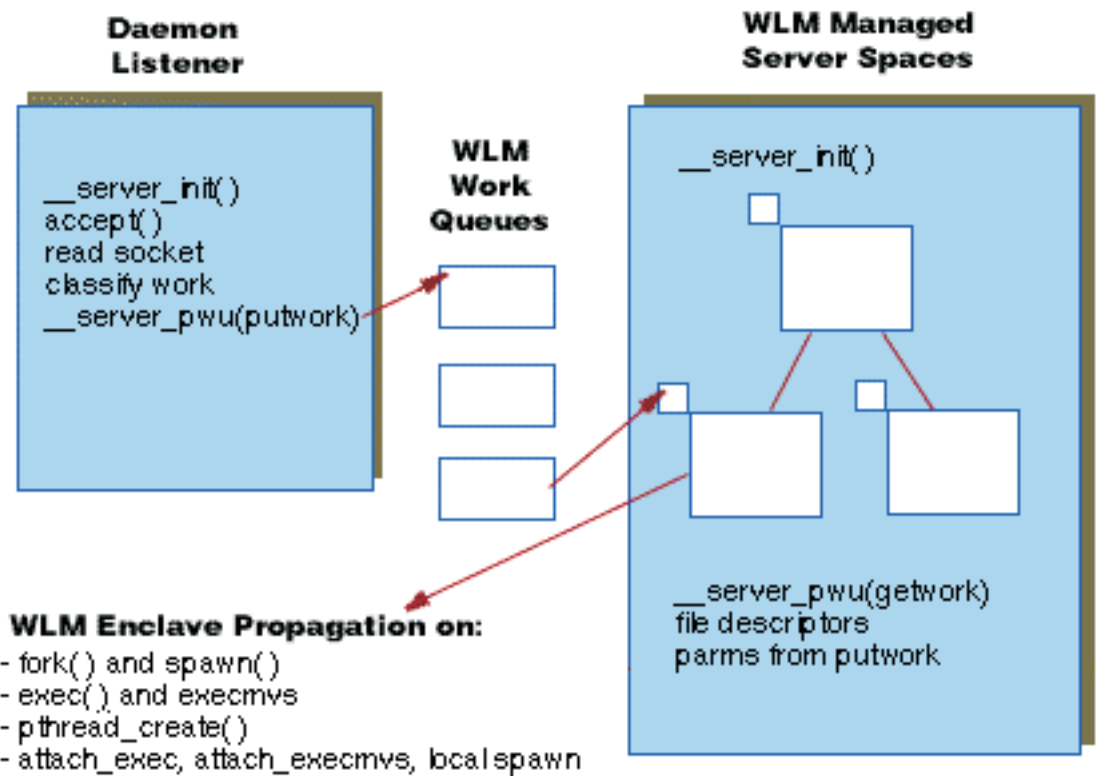 Daemon
Listener
__server_init()
accept()
read socket
classify work
__server_pwu(putwork)
WLM
Work
Queues
WLM Managed
Server Spaces
__server_init()
__server_pwu(getwork)
file descriptors
parms from putwork
WLM Enclave Propagation on:
- fork() and spawn()
- exec() and execmvs
- pthread_create()
- attach_exec, attach_execmvs, localspawn